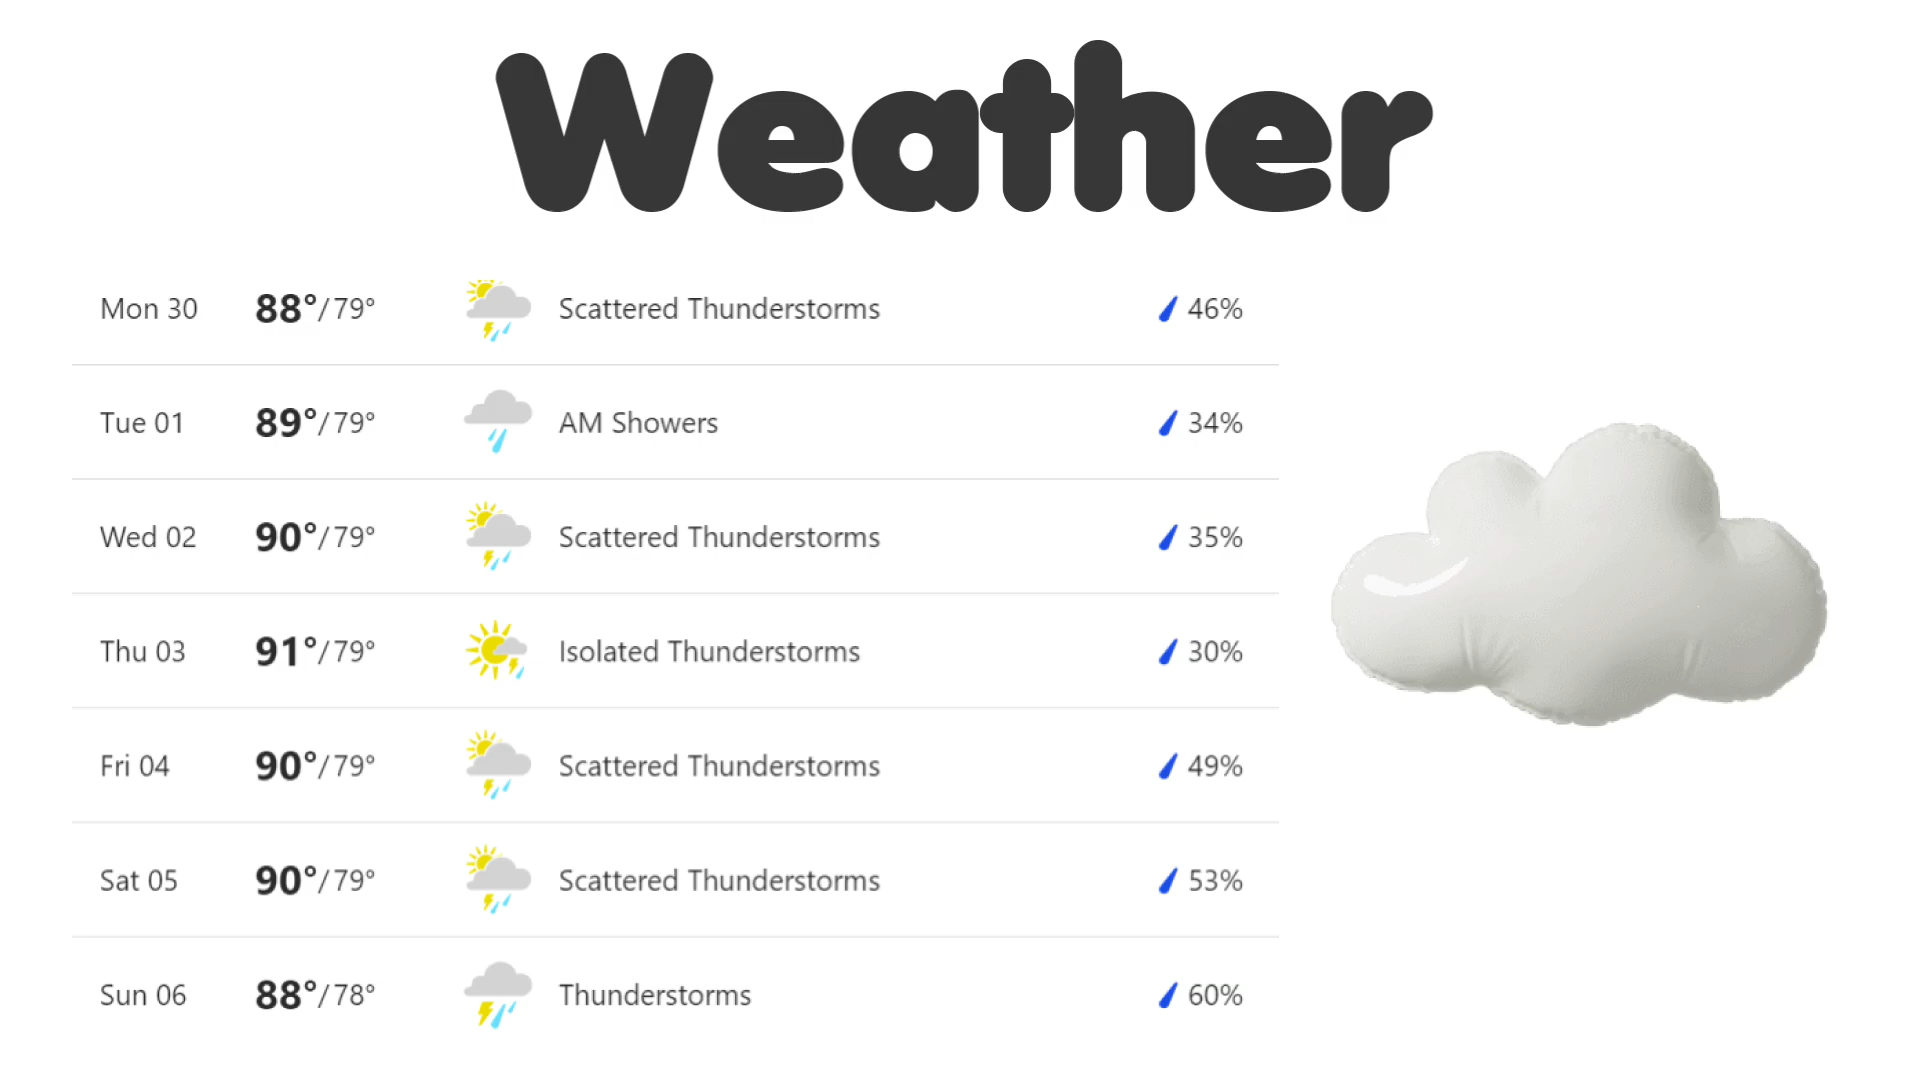 Weather
Mon 30 88°/79° Scattered Thunderstorms 46%
Tue 01 89°/79° AM Showers 34%
Wed 02 90°/79° Scattered Thunderstorms 35%
Thu 03 91°/79° Isolated Thunderstorms 30%
Fri 04 90°/79° Scattered Thunderstorms 49%
Sat 05 90°/79° Scattered Thunderstorms 53%
Sun 06 88°/78° Thunderstorms 60%